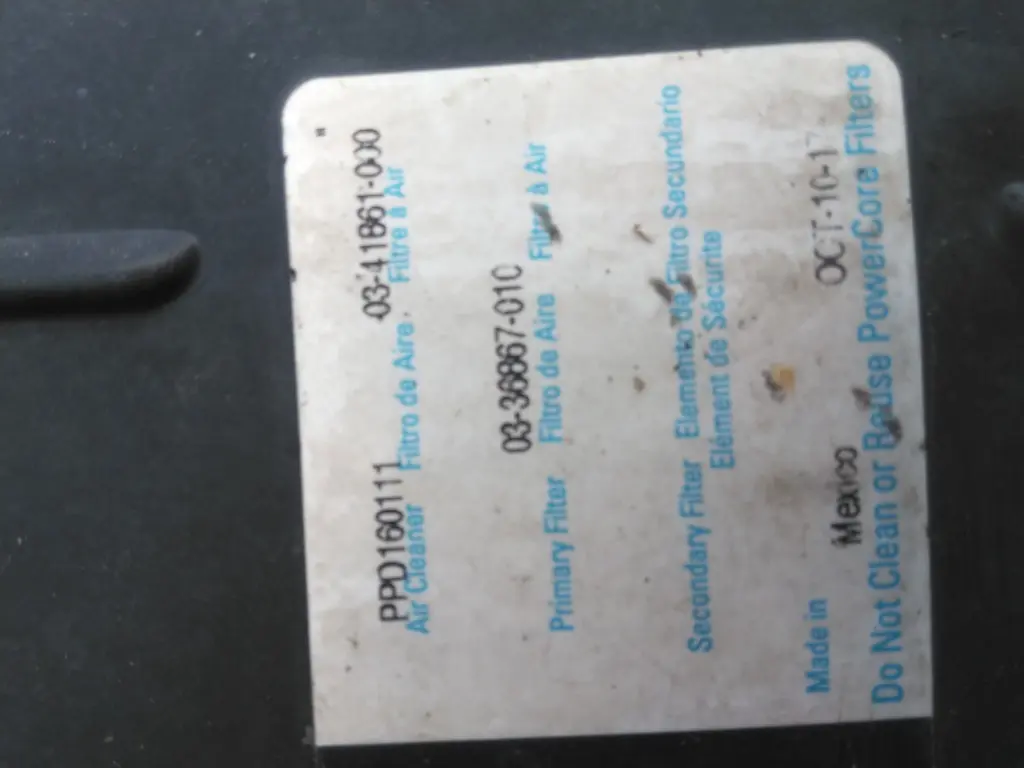 PPD160111 03-41861-000
Air Cleaner Filtro de Aire Filtre à Air
03-36867-010
Primary Filter Filtro de Aire Filtre à Air
Secondary Filter Elemento de Filtro Secundario
Elément de Sécurité
Mexico OCT-10-17
Made in
Do Not Clean or Reuse PowerCore Filters